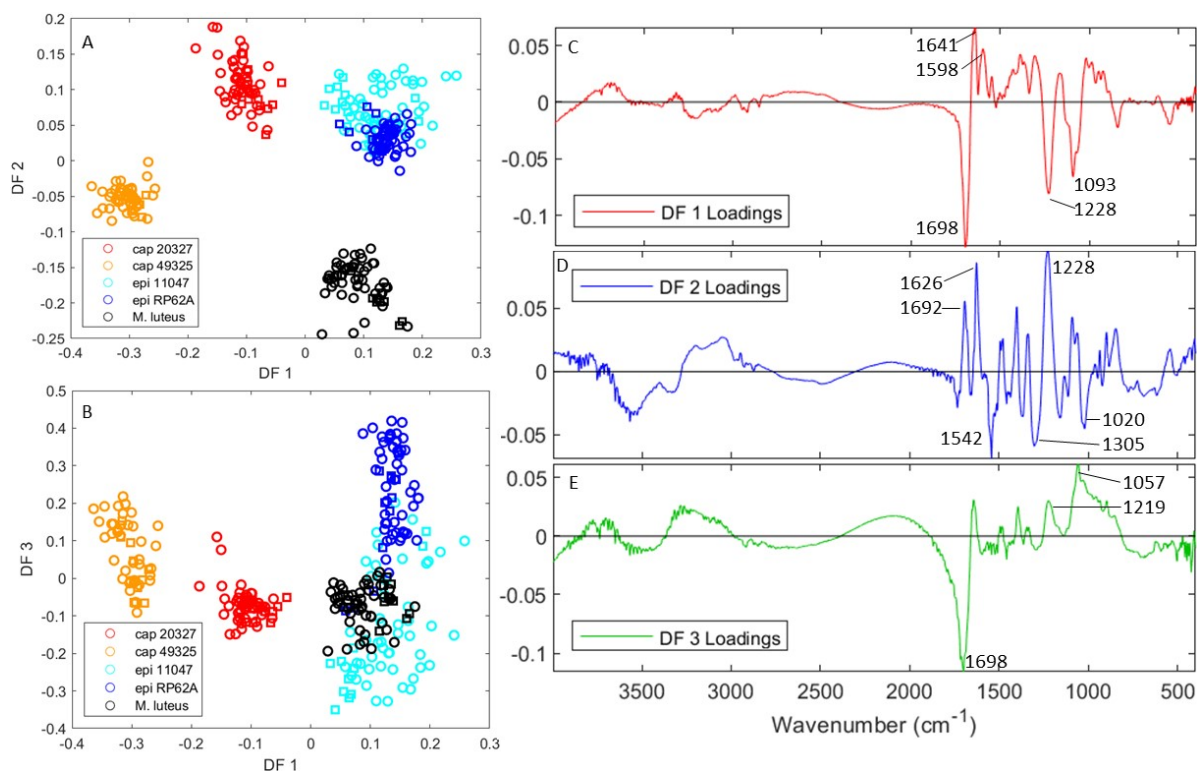 A
0.2
0.15
0.1
0.05
0
-0.05
-0.1
-0.15
-0.2
-0.25
DF 2
cap 20327
cap 49325
epi 11047
epi RP62A
M. luteus
-0.4
-0.3
-0.2
-0.1
0
0.1
0.2
0.3
DF 1
B
0.5
0.4
0.3
0.2
0.1
0
-0.1
-0.2
-0.3
-0.4
DF 3
cap 20327
cap 49325
epi 11047
epi RP62A
M. luteus
-0.4
-0.3
-0.2
-0.1
0
0.1
0.2
0.3
DF 1
C
0.05
0
-0.05
-0.1
1641
1598
1093
1228
1698
DF 1 Loadings
D
0.05
0
-0.05
1626
1692
1228
1542
1020
1305
DF 2 Loadings
E
0.05
0
-0.05
-0.1
1057
1219
1698
DF 3 Loadings
3500
3000
2500
2000
1500
1000
500
Wavenumber (cm⁻¹)